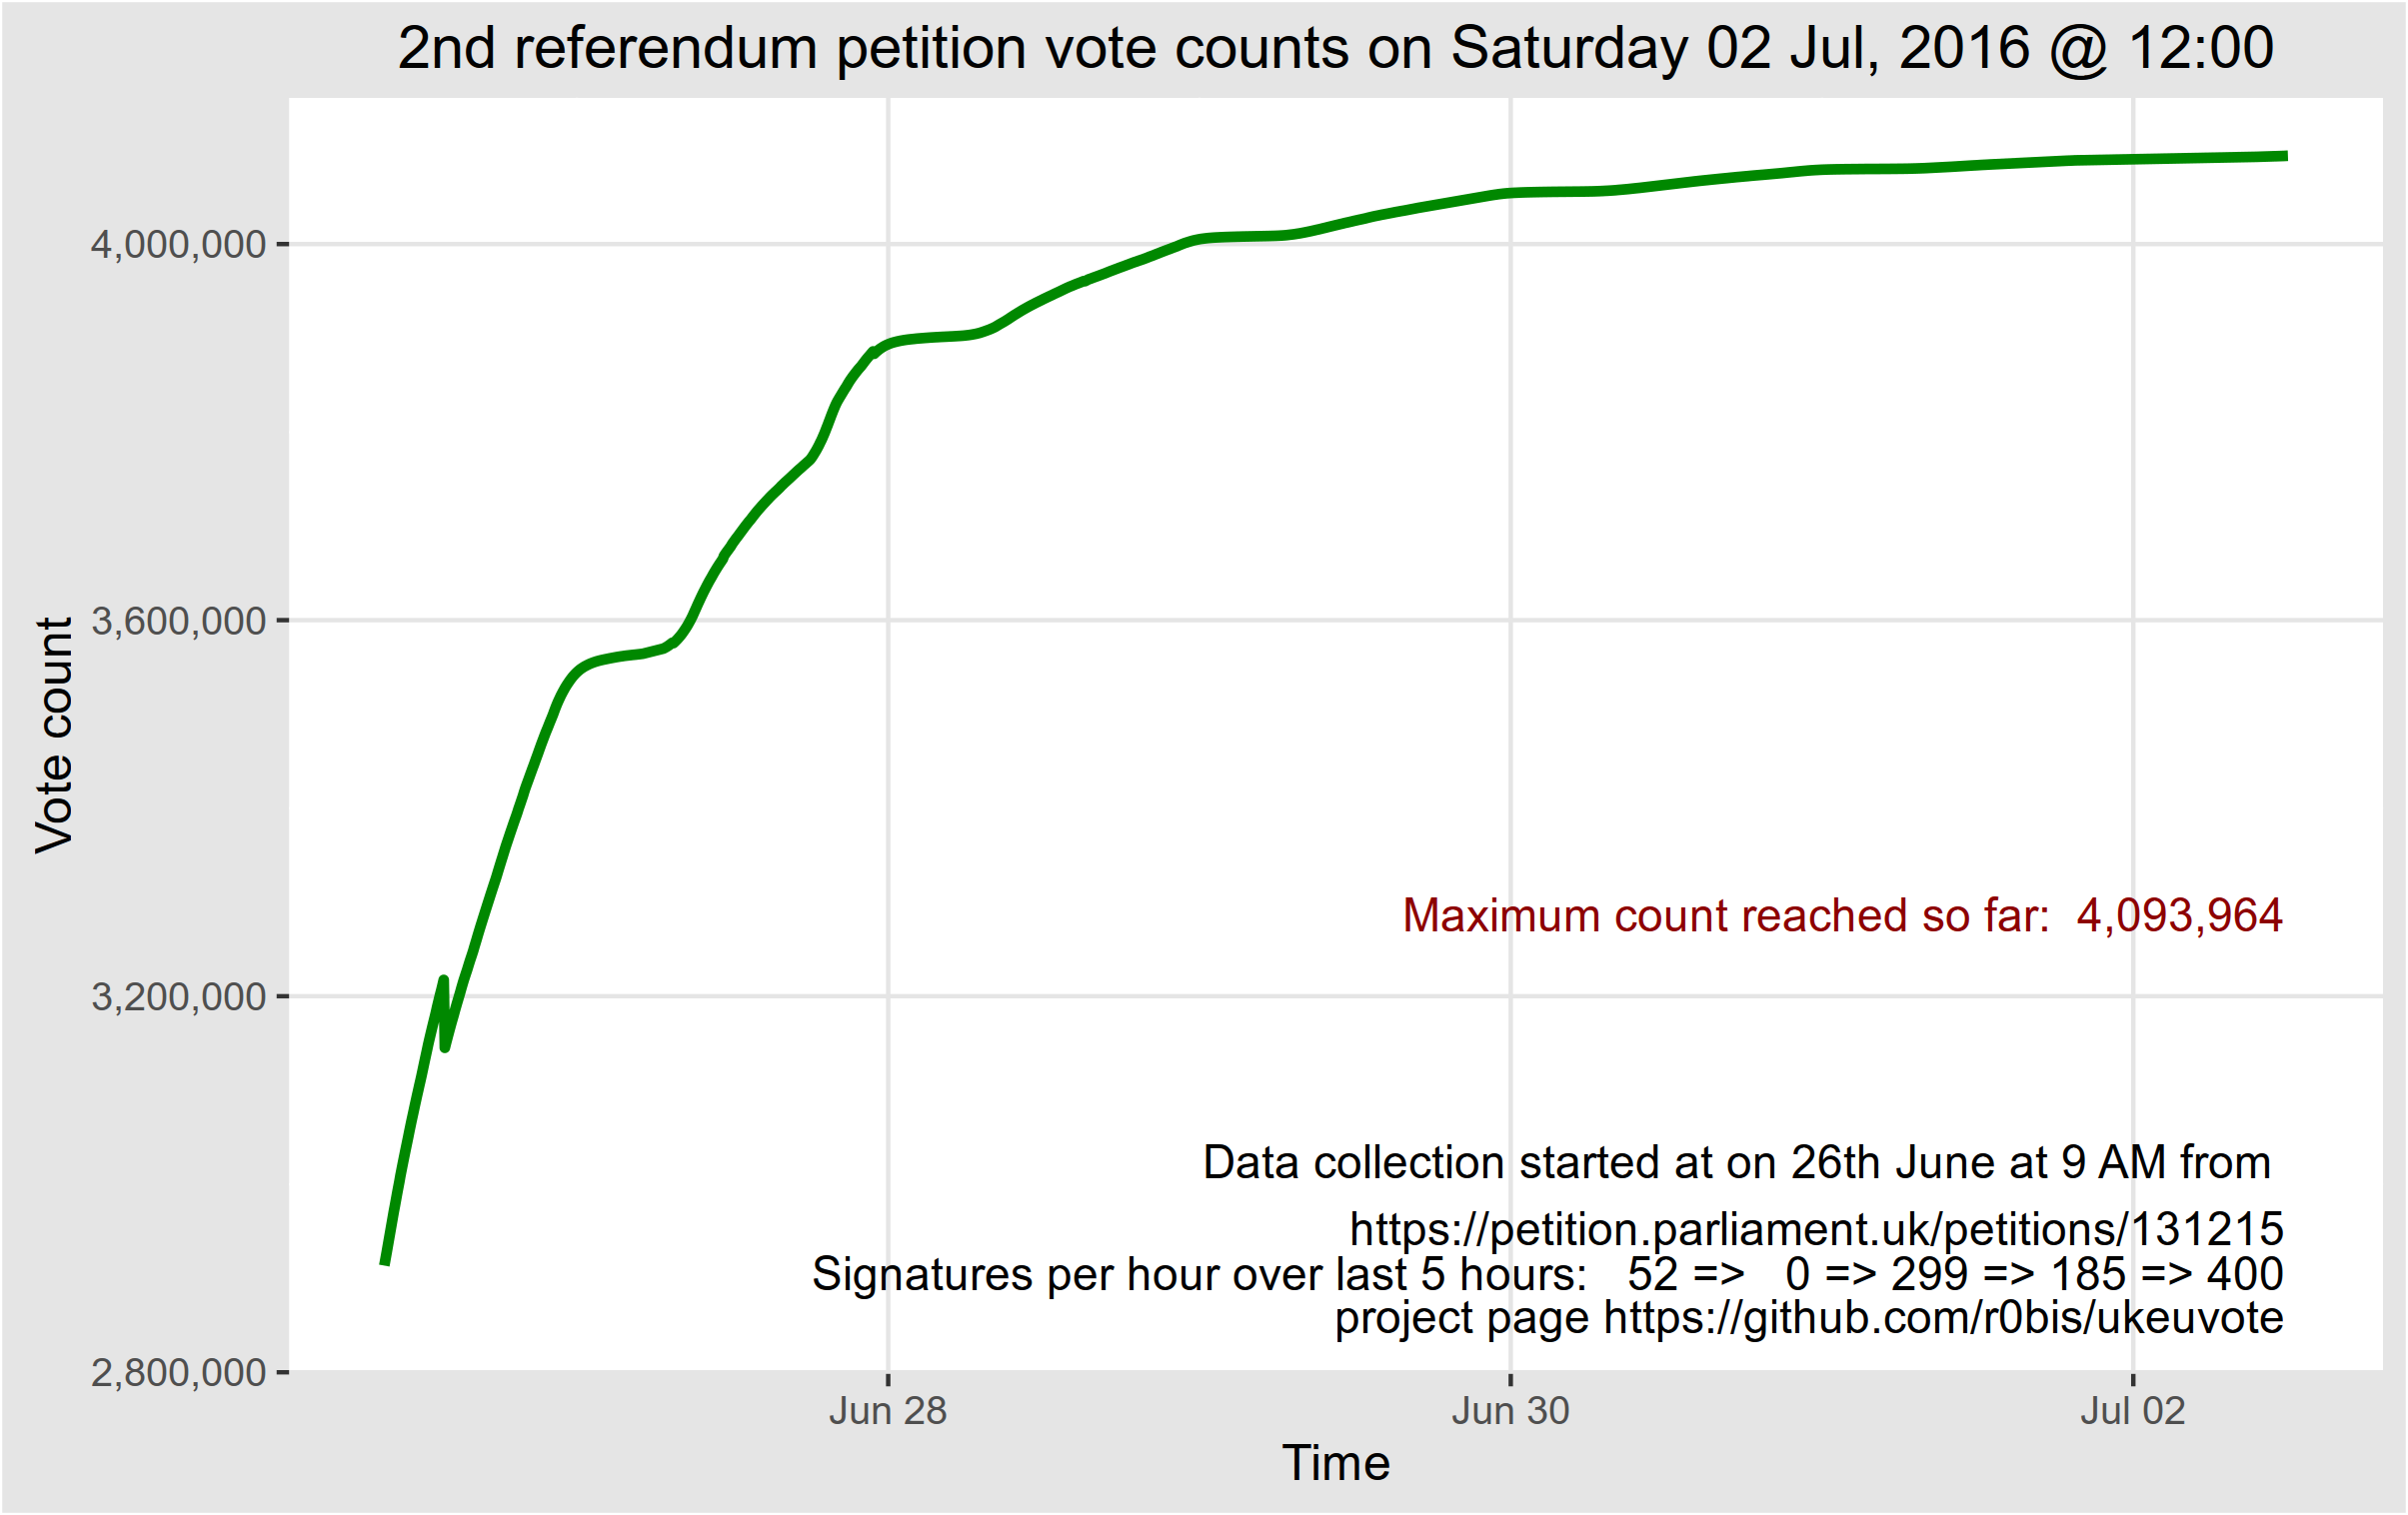 2nd referendum petition vote counts on Saturday 02 Jul, 2016 @ 12:00
Vote count
4,000,000
3,600,000
3,200,000
2,800,000
Maximum count reached so far:  4,093,964
Data collection started at on 26th June at 9 AM from
https://petition.parliament.uk/petitions/131215
Signatures per hour over last 5 hours:   52 =>   0 => 299 => 185 => 400
project page https://github.com/r0bis/ukeuvote
Jun 28
Jun 30
Jul 02
Time